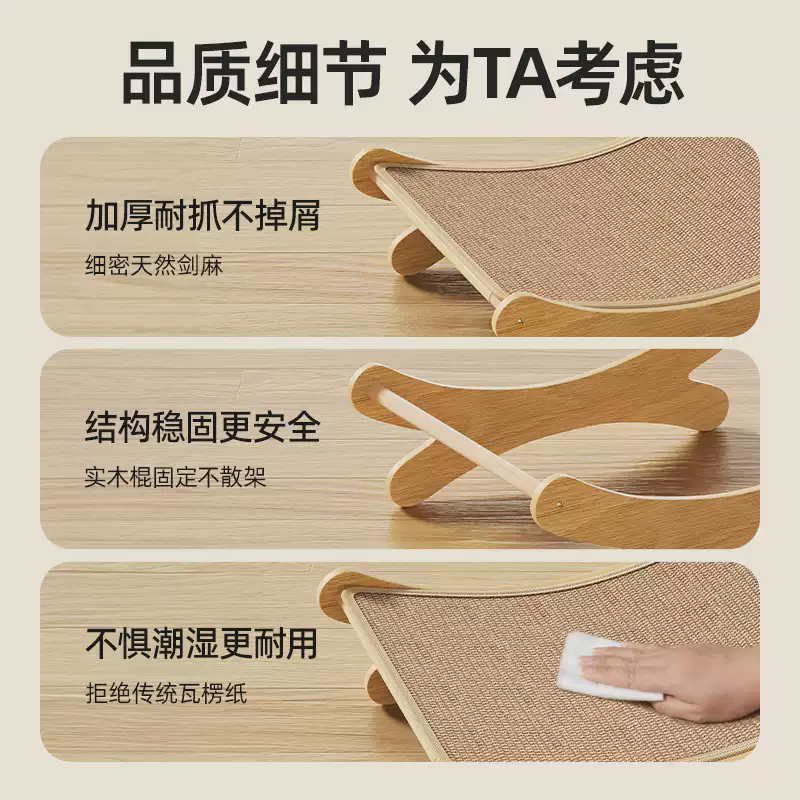 品质细节 为TA考虑
加厚耐抓不掉屑
细密天然剑麻
结构稳固更安全
实木棍固定不散架
不惧潮湿更耐用
拒绝传统瓦楞纸